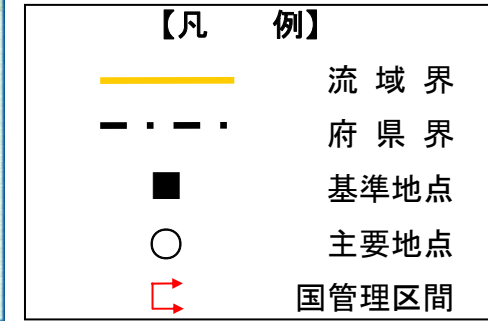 【凡　例】
流 域 界
府 県 界
基準地点
主要地点
国管理区間